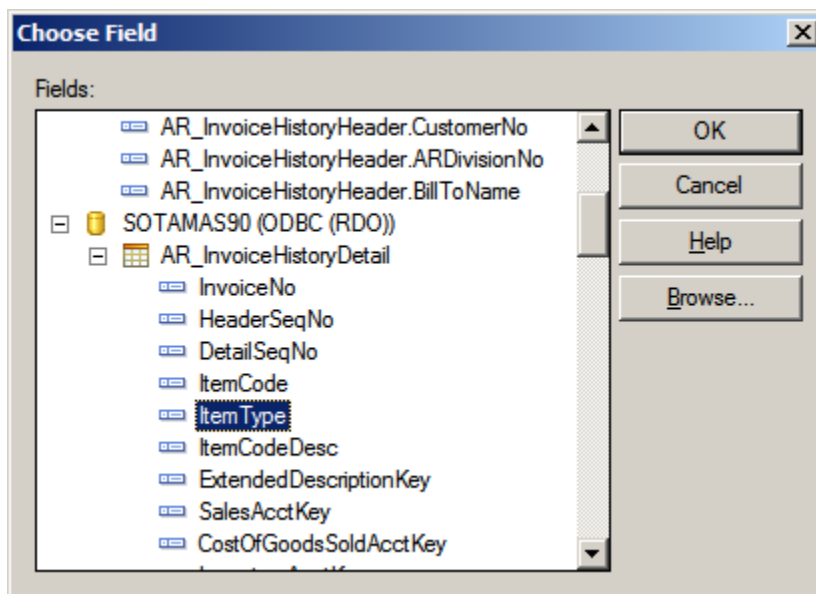 Choose Field
Fields:
AR_InvoiceHistoryHeader.CustomerNo
AR_InvoiceHistoryHeader.ARDivisionNo
AR_InvoiceHistoryHeader.BillToName
SOTAMAS90 (ODBC (RDO))
AR_InvoiceHistoryDetail
InvoiceNo
HeaderSeqNo
DetailSeqNo
ItemCode
ItemType
ItemCodeDesc
ExtendedDescriptionKey
SalesAcctKey
CostOfGoodsSoldAcctKey
OK
Cancel
Help
Browse...